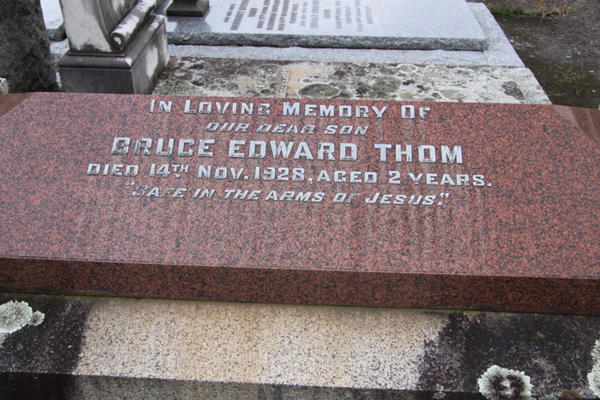 In Loving Memory Of
OUR DEAR SON
BRUCE EDWARD THOM
DIED 14TH NOV. 1928, AGED 2 YEARS.
"SAFE IN THE ARMS OF JESUS."